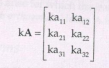 kA = [ka₁₁ ka₁₂
ka₂₁ ka₂₂
ka₃₁ ka₃₂]